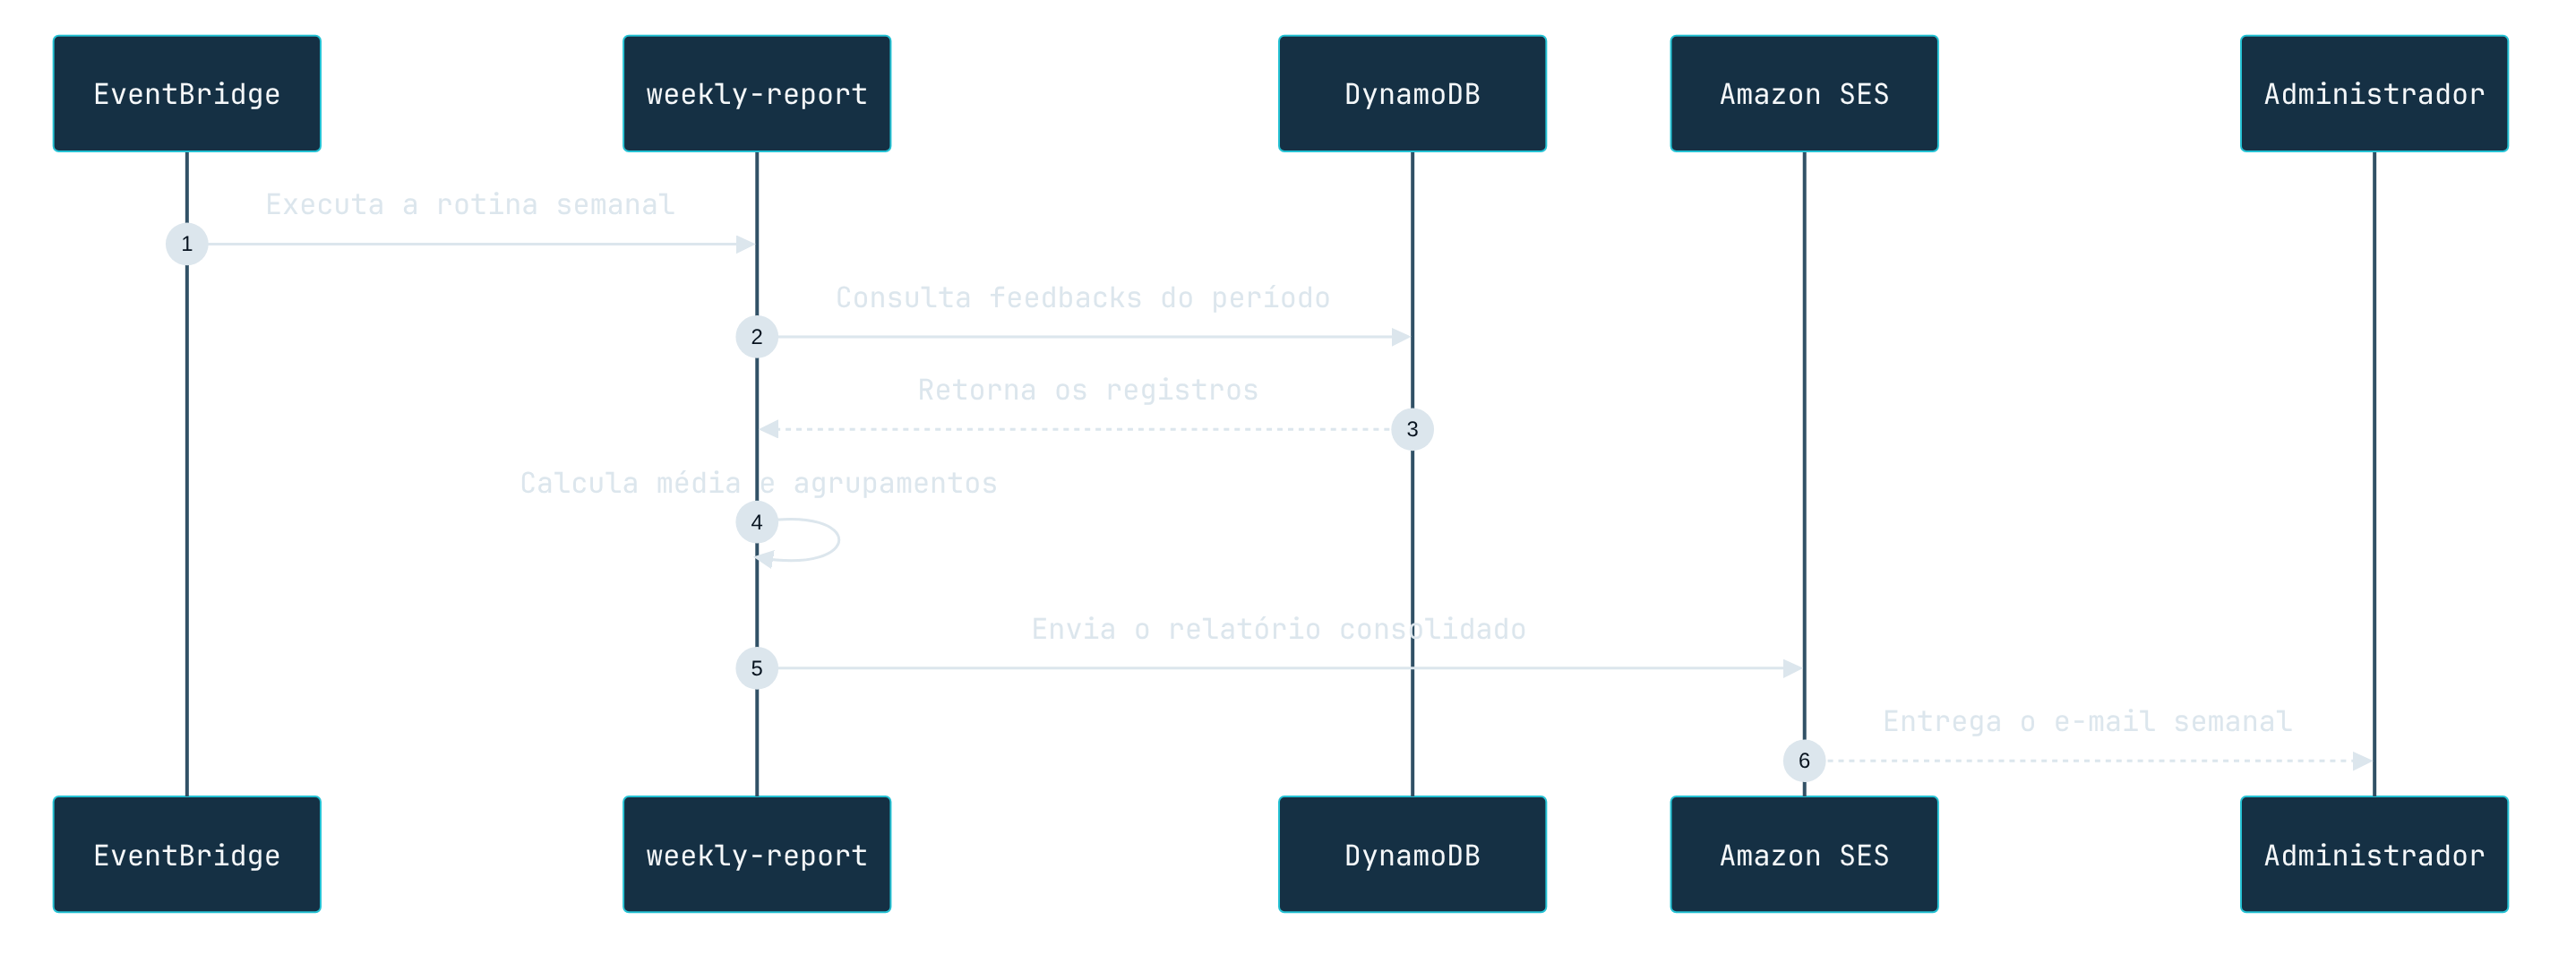 EventBridge
weekly-report
DynamoDB
Amazon SES
Administrador
Executa a rotina semanal
1
Consulta feedbacks do período
2
Retorna os registros
3
Calcula média e agrupamentos
4
Envia o relatório consolidado
5
Entrega o e-mail semanal
6
EventBridge
weekly-report
DynamoDB
Amazon SES
Administrador